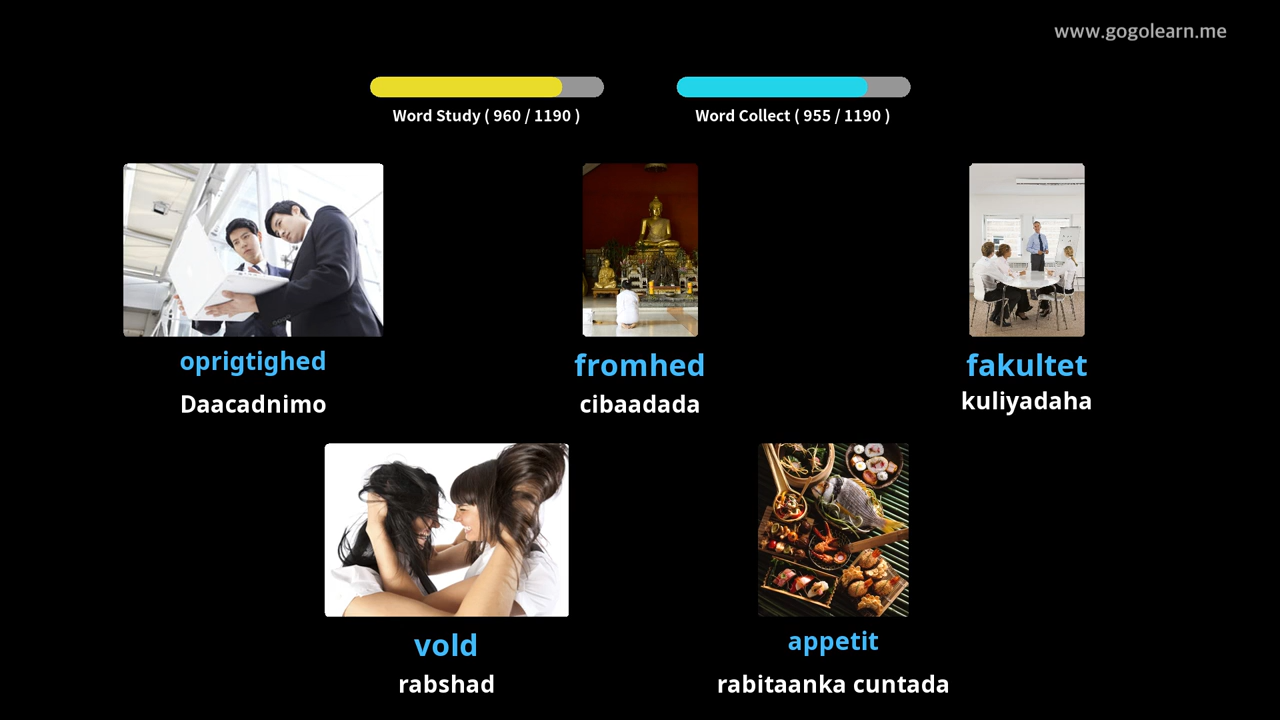 www.gogolearn.me
Word Study ( 960 / 1190 )
Word Collect ( 955 / 1190 )
oprigtighed
Daacadnimo
fromhed
cibaadada
fakultet
kuliyadaha
vold
rabshad
appetit
rabitaanka cuntada